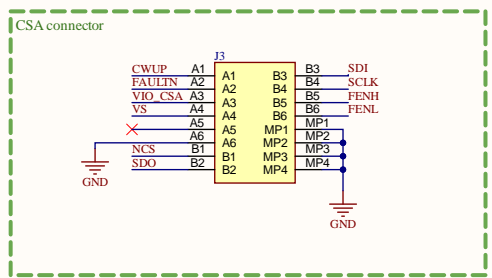 CSA connector
J3
CWUP A1 A1 B3 B3 SDI
FAULTN A2 A2 B4 B4 SCLK
VIO_CSA A3 A3 B5 B5 FENH
VS A4 A4 B6 B6 FENL
A5 A5 MP1 MP1
A6 A6 MP2 MP2
NCS B1 B1 MP3 MP3
SDO B2 B2 MP4 MP4
GND
GND